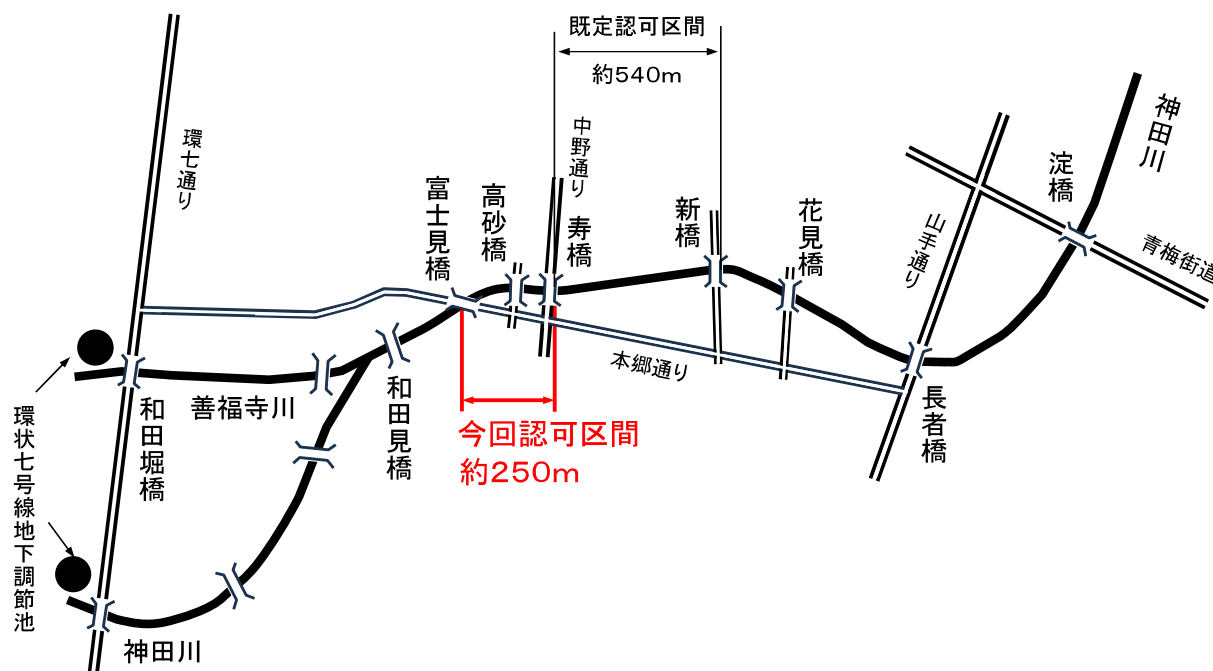 既定認可区間
約540m
環七通り
中野通り
神田川
淀橋
青梅街道
山手通り
富士見橋
高砂橋
寿橋
新橋
花見橋
本郷通り
長者橋
善福寺川
和田堀橋
和田見橋
今回認可区間
約250m
環状七号線地下調節池
神田川